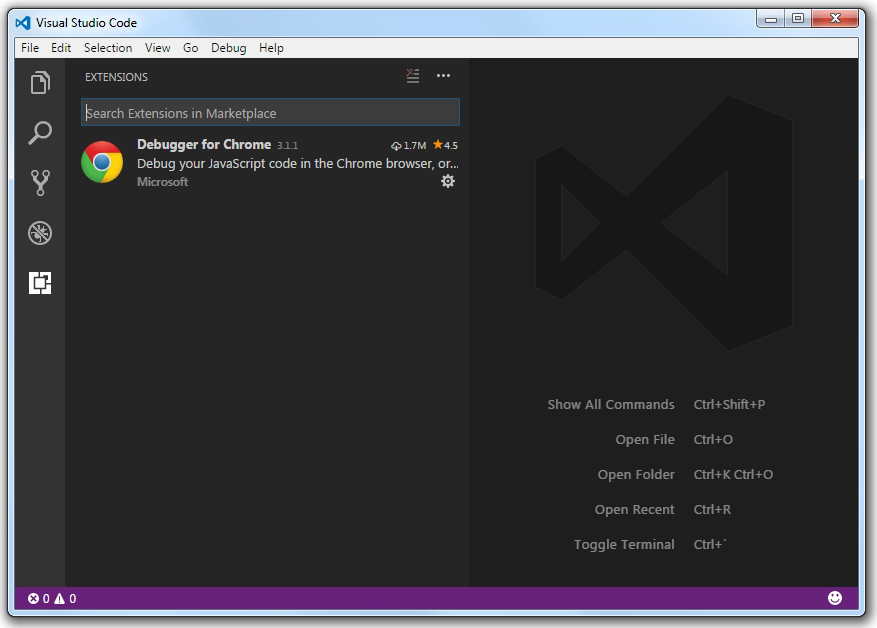 Visual Studio Code
File Edit Selection View Go Debug Help
EXTENSIONS
Search Extensions in Marketplace
Debugger for Chrome 3.1.1 1.7M 4.5
Debug your JavaScript code in the Chrome browser, or...
Microsoft
Show All Commands Ctrl+Shift+P
Open File Ctrl+O
Open Folder Ctrl+K Ctrl+O
Open Recent Ctrl+R
Toggle Terminal Ctrl+`
0 0